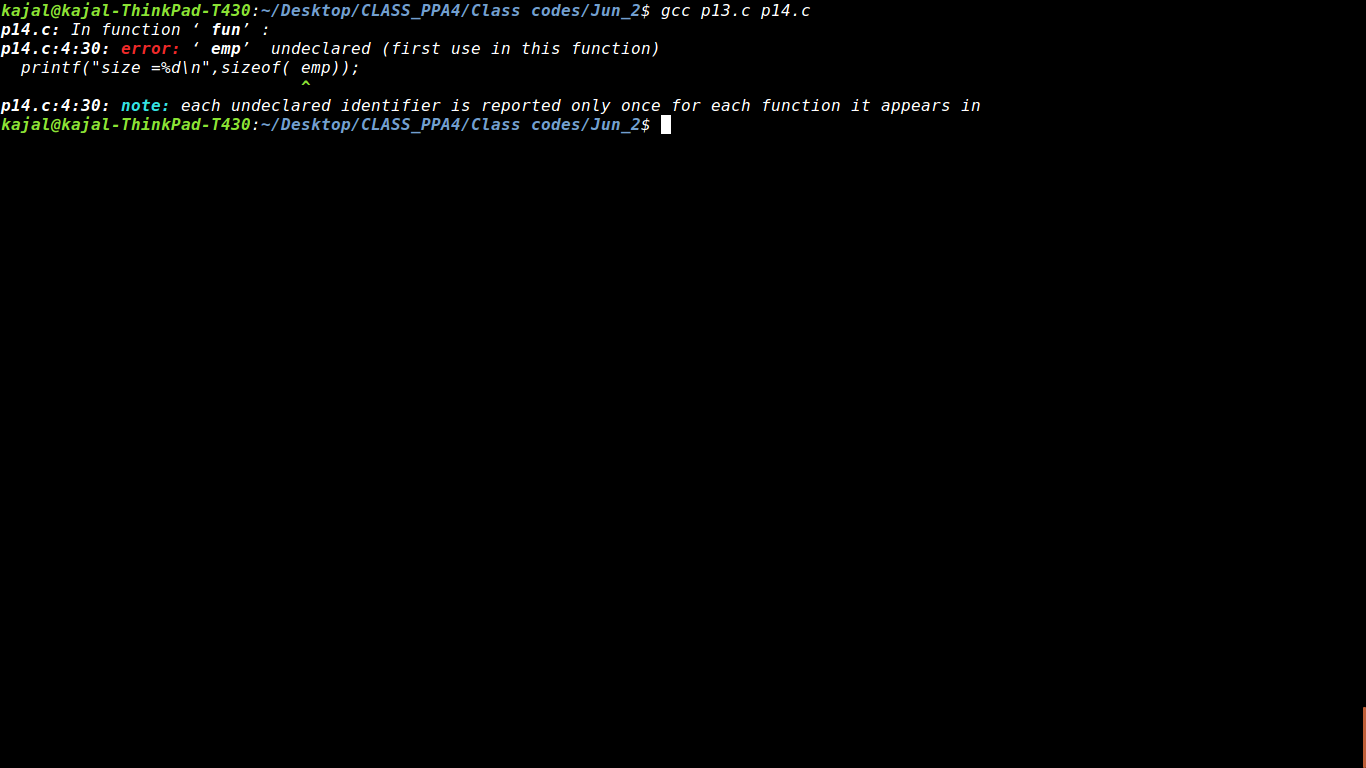 kajal@kajal-ThinkPad-T430:~/Desktop/CLASS_PPA4/Class codes/Jun_2$ gcc p13.c p14.c
p14.c: In function ‘ fun’ :
p14.c:4:30: error: ‘ emp’  undeclared (first use in this function)
  printf("size =%d\n",sizeof( emp));
                              ^
p14.c:4:30: note: each undeclared identifier is reported only once for each function it appears in
kajal@kajal-ThinkPad-T430:~/Desktop/CLASS_PPA4/Class codes/Jun_2$